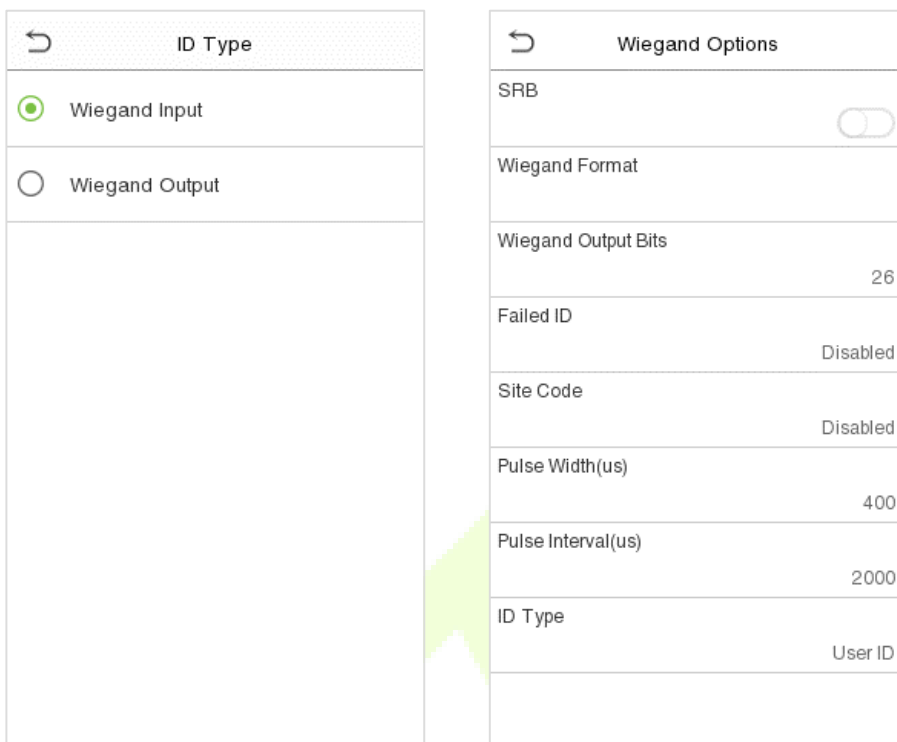 ID Type
Wiegand Input
Wiegand Output
Wiegand Options
SRB
Wiegand Format
Wiegand Output Bits
26
Failed ID
Disabled
Site Code
Disabled
Pulse Width(us)
400
Pulse Interval(us)
2000
ID Type
User ID